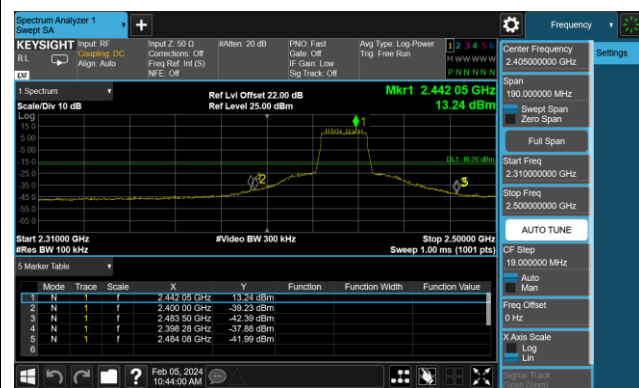 Spectrum Analyzer 1
Swept SA
Frequency
KEYSIGHT
RL
Input: RF
Coupling: DC
Align: Auto
Input Z: 50 Ω
Corrections: Off
Freq Ref: Int (S)
NFE: Off
#Atten: 20 dB
PNO: Fast
Gate: Off
IF Gain: Low
Sig Track: Off
Avg Type: Log-Power
Trig: Free Run
1 2 3 4 5 6
M W W W W W
P N N N N N
Center Frequency
2.405000000 GHz
Settings
Span
190.000000 MHz
Swept Span
Zero Span
Full Span
Start Freq
2.310000000 GHz
Stop Freq
2.500000000 GHz
AUTO TUNE
CF Step
19.000000 MHz
Auto
Man
Freq Offset
0 Hz
X Axis Scale
Log
Lin
Signal Track
(Span Zoom)
1 Spectrum
Scale/Div 10 dB
Ref Lvl Offset 22.00 dB
Ref Level 25.00 dBm
Mkr1 2.442 05 GHz
13.24 dBm
Log
15.0
5.00
-5.00
-15.0
-25.0
-35.0
-45.0
-55.0
-65.0
1
2
DL1 -16.76 dBm
Start 2.31000 GHz
#Res BW 100 kHz
#Video BW 300 kHz
Stop 2.50000 GHz
Sweep 1.00 ms (1001 pts)
5 Marker Table
Mode Trace Scale X Y Function Function Width Function Value
1 N 1 f 2.442 05 GHz 13.24 dBm
2 N 1 f 2.400 00 GHz -39.23 dBm
3 N 1 f 2.483 50 GHz -42.39 dBm
4 N 1 f 2.398 28 GHz -37.88 dBm
5 N 1 f 2.484 08 GHz -41.99 dBm
6
?
Feb 05, 2024
10:44:00 AM